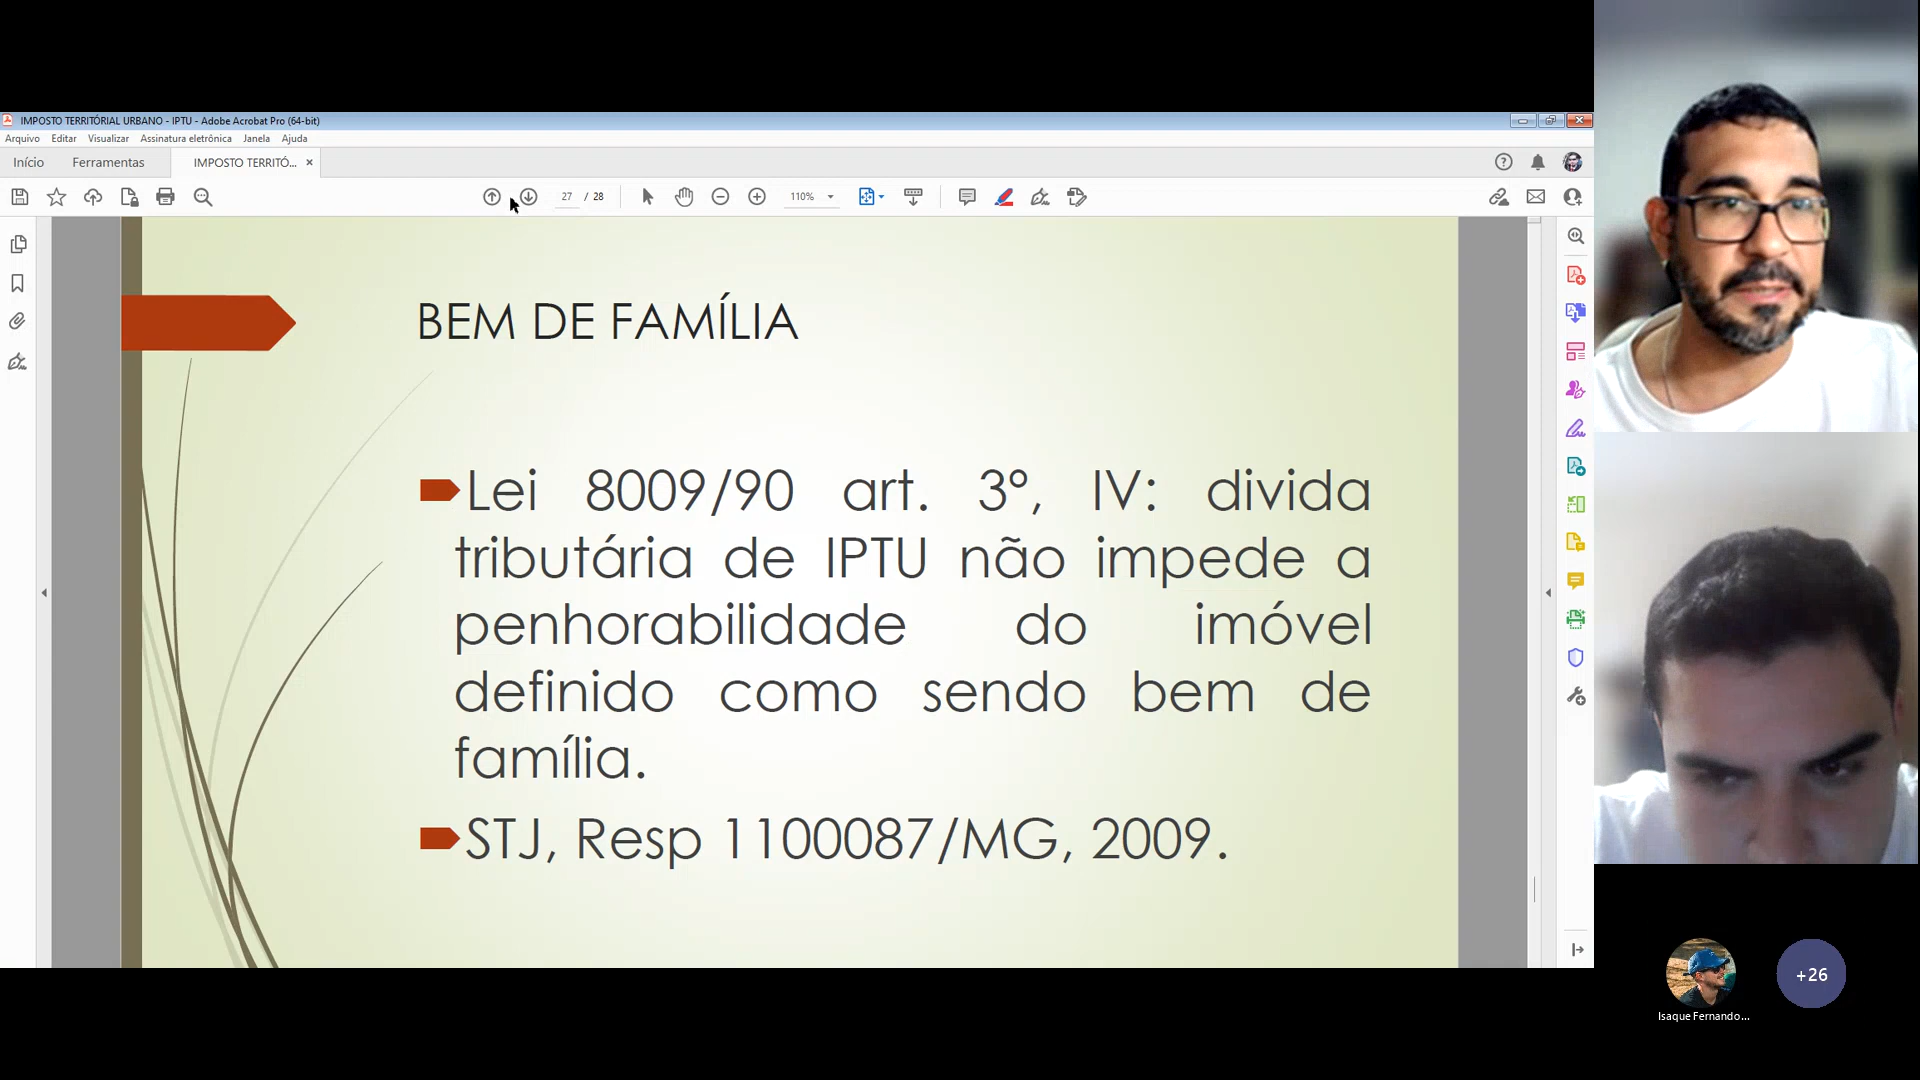 IMPOSTO TERRITÓRIAL URBANO - IPTU - Adobe Acrobat Pro (64-bit)
Arquivo Editar Visualizar Assinatura eletrônica Janela Ajuda
Início Ferramentas IMPOSTO TERRITÓ... ×
27 / 28 110%
BEM DE FAMÍLIA
Lei 8009/90 art. 3º, IV: divida
tributária de IPTU não impede a
penhorabilidade do imóvel
definido como sendo bem de
família.
STJ, Resp 1100087/MG, 2009.
+26
Isaque Fernando...